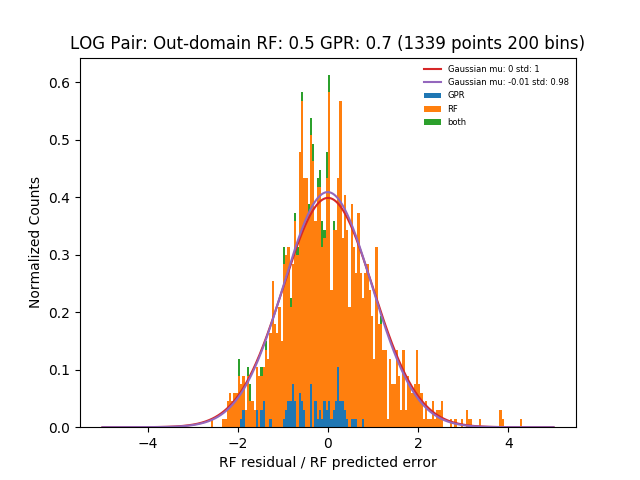 LOG Pair: Out-domain RF: 0.5 GPR: 0.7 (1339 points 200 bins)
Gaussian mu: 0 std: 1
Gaussian mu: -0.01 std: 0.98
GPR
RF
both
Normalized Counts
0.6
0.5
0.4
0.3
0.2
0.1
0.0
−4 −2 0 2 4
RF residual / RF predicted error